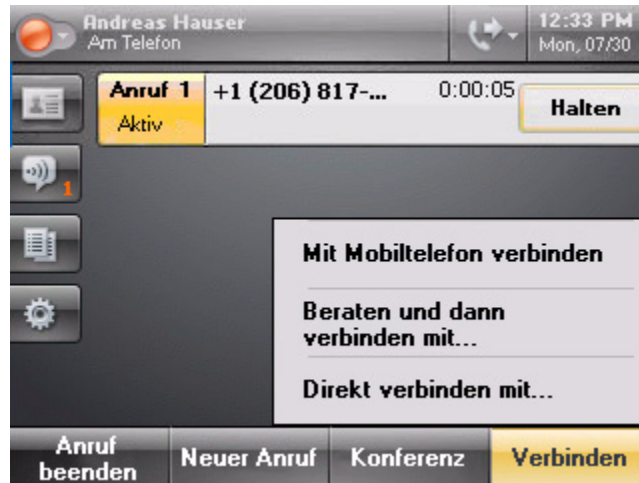 Andreas Hauser
Am Telefon
12:33 PM
Mon, 07/30
Anruf 1
Aktiv
+1 (206) 817-...
0:00:05
Halten
1
Mit Mobiltelefon verbinden
Beraten und dann
verbinden mit...
Direkt verbinden mit...
Anruf
beenden
Neuer Anruf
Konferenz
Verbinden